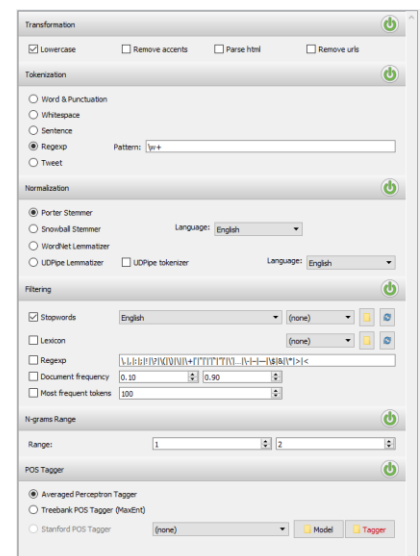 Transformation
Lowercase Remove accents Parse html Remove urls
Tokenization
Word & Punctuation
Whitespace
Sentence
Regexp Pattern: \w+
Tweet
Normalization
Porter Stemmer
Snowball Stemmer Language: English
WordNet Lemmatizer
UDPipe Lemmatizer UDPipe tokenizer Language: English
Filtering
Stopwords English (none)
Lexicon (none)
Regexp
Document frequency 0.10 0.90
Most frequent tokens 100
N-grams Range
Range: 1 2
POS Tagger
Averaged Perceptron Tagger
Treebank POS Tagger (MaxEnt)
Stanford POS Tagger (none) Model Tagger